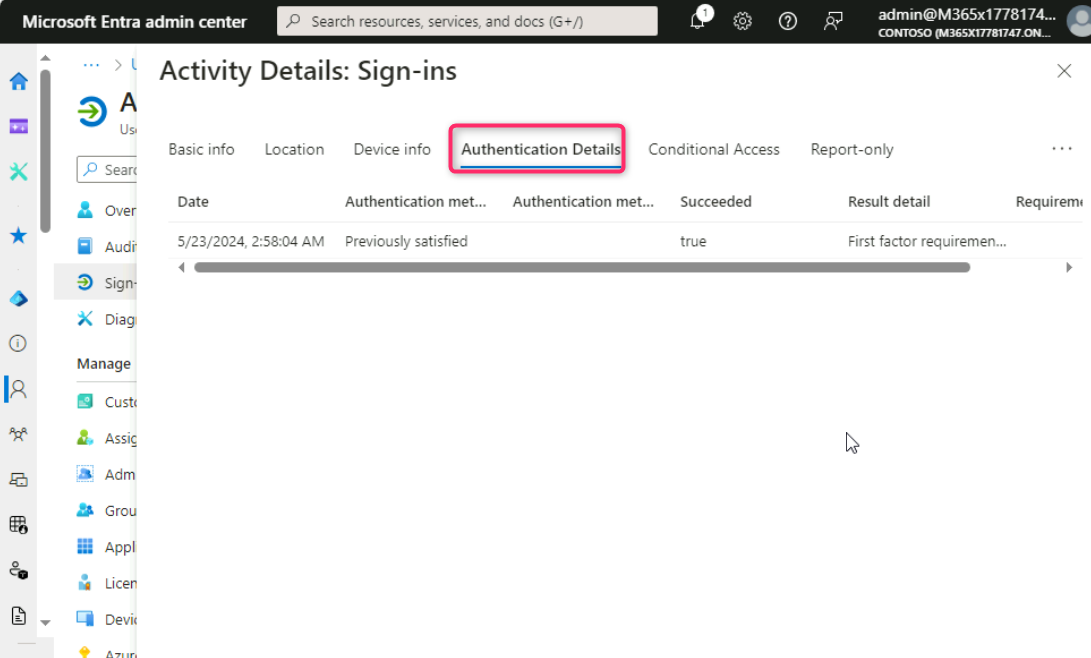 Microsoft Entra admin center
Search resources, services, and docs (G+/)
1
admin@M365x1778174...
CONTOSO (M365X17781747.ON...
... > U
Activity Details: Sign-ins
A
Use
Searc
Over
Audi
Sign-
Diag
Manage
Custo
Assig
Adm
Grou
Appli
Licen
Devic
Azure
Basic info
Location
Device info
Authentication Details
Conditional Access
Report-only
...
Date
Authentication met...
Authentication met...
Succeeded
Result detail
Requireme
5/23/2024, 2:58:04 AM
Previously satisfied
true
First factor requiremen...